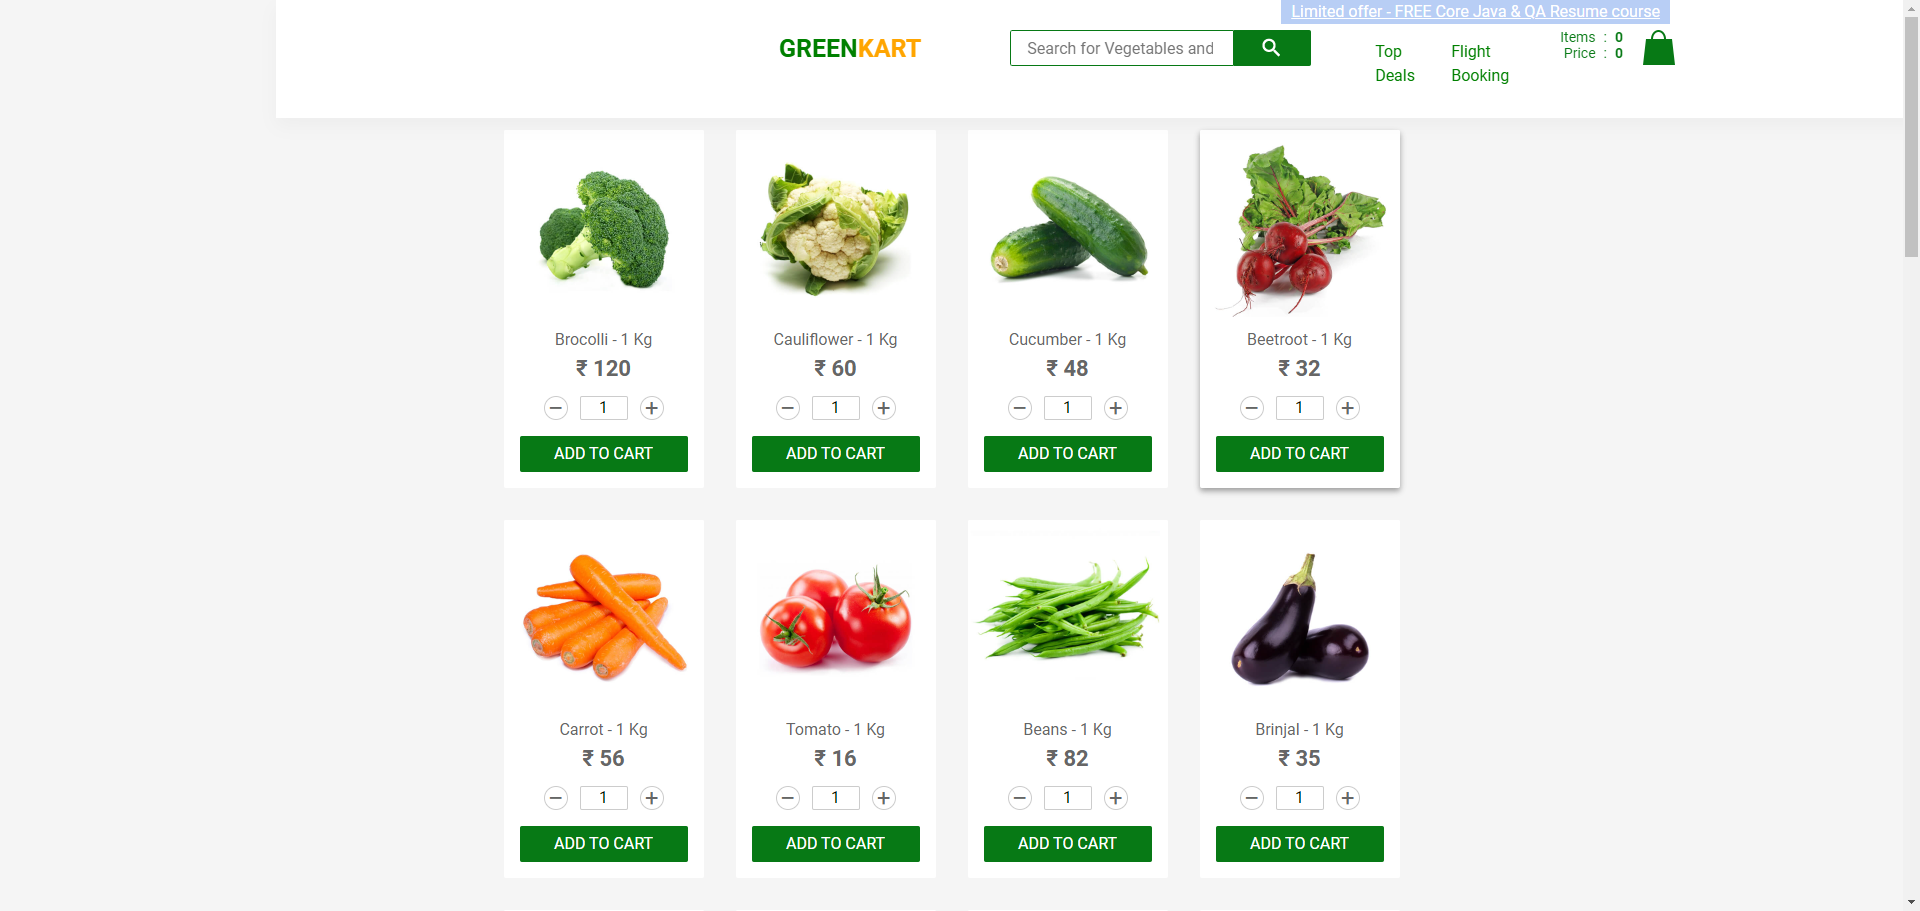 Limited offer - FREE Core Java & QA Resume course
GREENKART
Search for Vegetables and
Top Deals
Flight Booking
Items : 0
Price : 0
Brocolli - 1 Kg
₹ 120
− 1 +
ADD TO CART
Cauliflower - 1 Kg
₹ 60
− 1 +
ADD TO CART
Cucumber - 1 Kg
₹ 48
− 1 +
ADD TO CART
Beetroot - 1 Kg
₹ 32
− 1 +
ADD TO CART
Carrot - 1 Kg
₹ 56
− 1 +
ADD TO CART
Tomato - 1 Kg
₹ 16
− 1 +
ADD TO CART
Beans - 1 Kg
₹ 82
− 1 +
ADD TO CART
Brinjal - 1 Kg
₹ 35
− 1 +
ADD TO CART